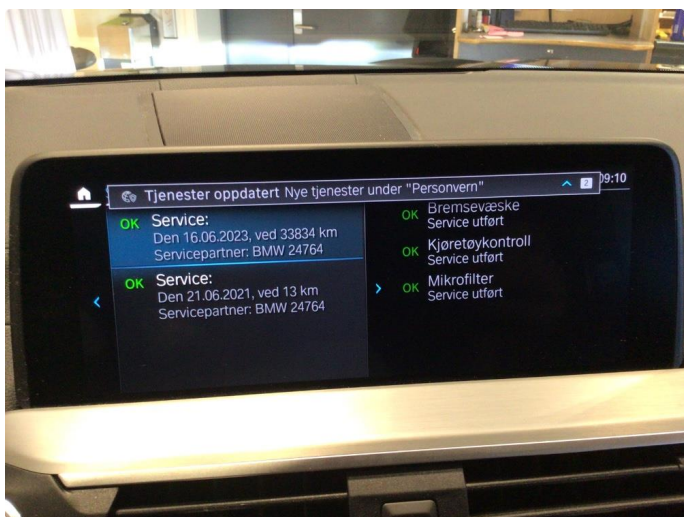 Tjenester oppdatert Nye tjenester under "Personvern"
2
09:10
OK Service:
Den 16.06.2023, ved 33834 km
Servicepartner: BMW 24764
OK Service:
Den 21.06.2021, ved 13 km
Servicepartner: BMW 24764
OK Bremsevæske
Service utført
OK Kjøretøykontroll
Service utført
OK Mikrofilter
Service utført